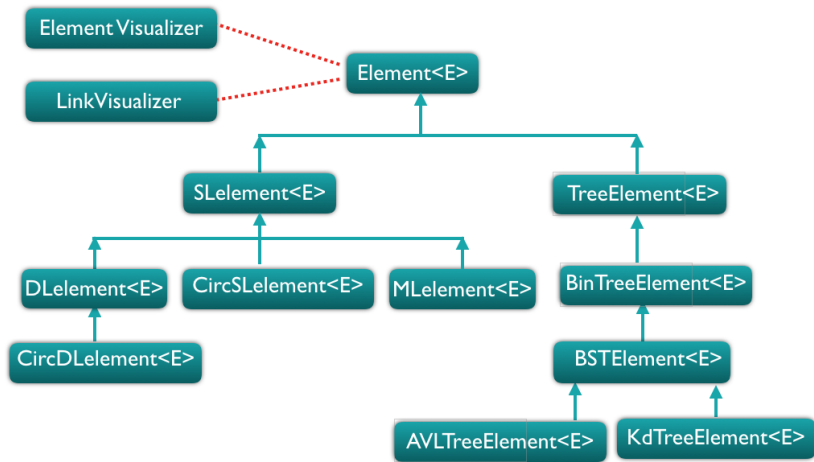 Element Visualizer
Element<E>
LinkVisualizer
SLelement<E>
TreeElement<E>
DLelement<E>
CircSLelement<E>
MLelement<E>
BinTreeElement<E>
CircDLelement<E>
BSTElement<E>
AVLTreeElement<E>
KdTreeElement<E>